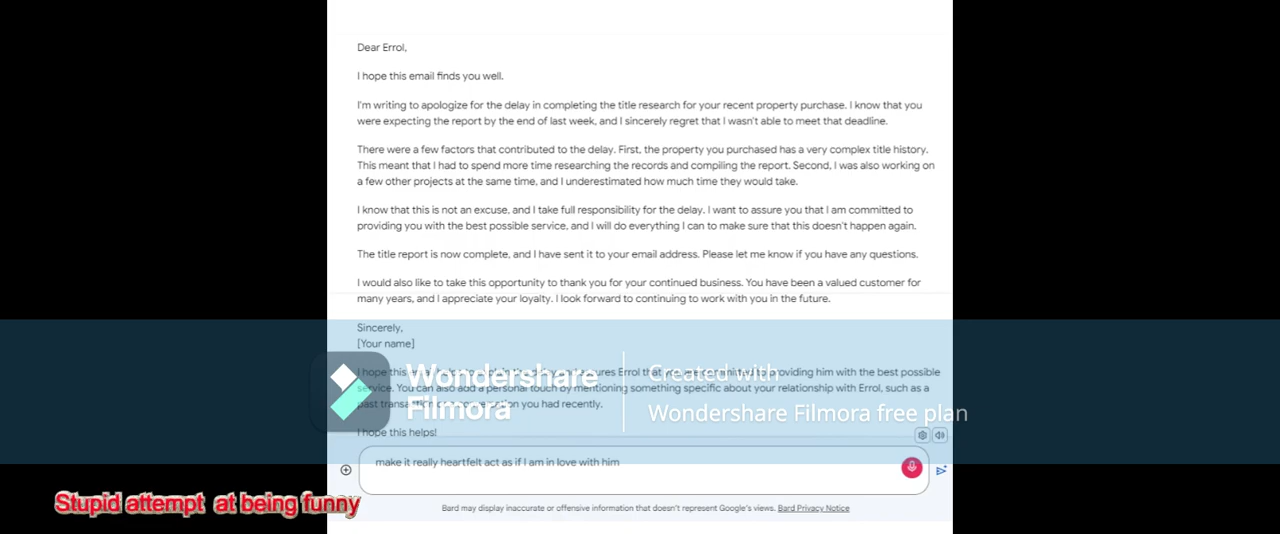 Dear Errol,
I hope this email finds you well.
I'm writing to apologize for the delay in completing the title research for your recent property purchase. I know that you
were expecting the report by the end of last week, and I sincerely regret that I wasn't able to meet that deadline.
There were a few factors that contributed to the delay. First, the property you purchased has a very complex title history.
This meant that I had to spend more time researching the records and compiling the report. Second, I was also working on
a few other projects at the same time, and I underestimated how much time they would take.
I know that this is not an excuse, and I take full responsibility for the delay. I want to assure you that I am committed to
providing you with the best possible service, and I will do everything I can to make sure that this doesn't happen again.
The title report is now complete, and I have sent it to your email address. Please let me know if you have any questions.
I would also like to take this opportunity to thank you for your continued business. You have been a valued customer for
many years, and I appreciate your loyalty. I look forward to continuing to work with you in the future.
Sincerely,
[Your name]
I hope this email Errol that providing him with the best possible
service. You can also add a personal touch by mentioning something specific about your relationship with Errol, such as a
past you had recently.
I hope this helps!
Wondershare
Filmora
Created with
Wondershare Filmora free plan
make it really heartfelt act as if I am in love with him
Stupid attempt at being funny
Bard may display inaccurate or offensive information that doesn't represent Google's views. Bard Privacy Notice